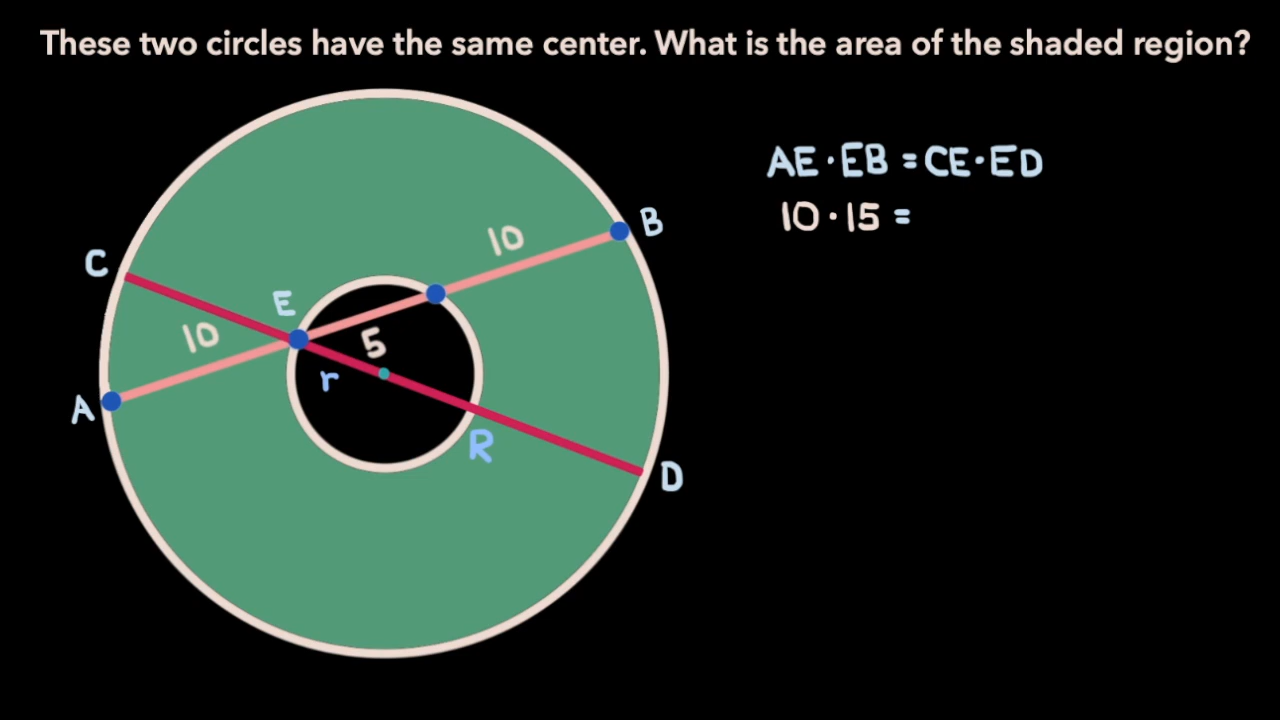 These two circles have the same center. What is the area of the shaded region?
AE·EB=CE·ED
10·15=
B
10
C
E
10
5
r
A
R
D